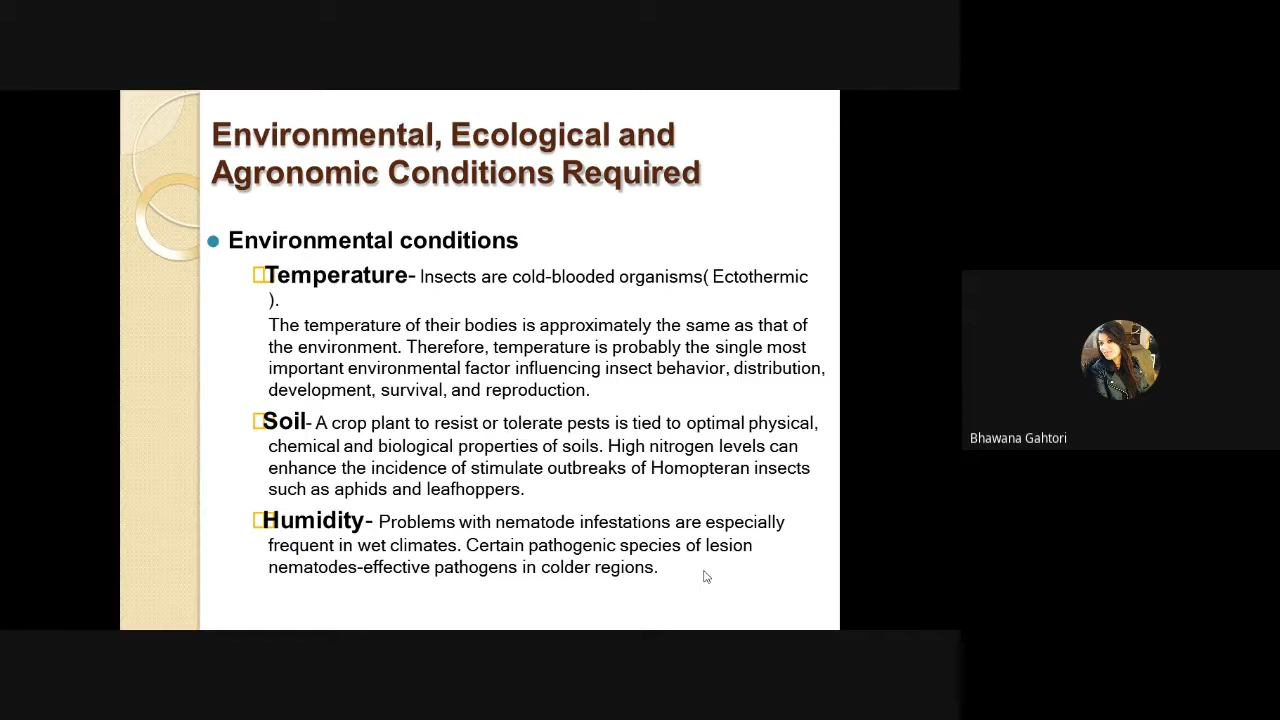 Environmental, Ecological and
Agronomic Conditions Required
Environmental conditions
Temperature- Insects are cold-blooded organisms( Ectothermic
).
The temperature of their bodies is approximately the same as that of
the environment. Therefore, temperature is probably the single most
important environmental factor influencing insect behavior, distribution,
development, survival, and reproduction.
Soil- A crop plant to resist or tolerate pests is tied to optimal physical,
chemical and biological properties of soils. High nitrogen levels can
enhance the incidence of stimulate outbreaks of Homopteran insects
such as aphids and leafhoppers.
Humidity- Problems with nematode infestations are especially
frequent in wet climates. Certain pathogenic species of lesion
nematodes-effective pathogens in colder regions.
Bhawana Gahtori